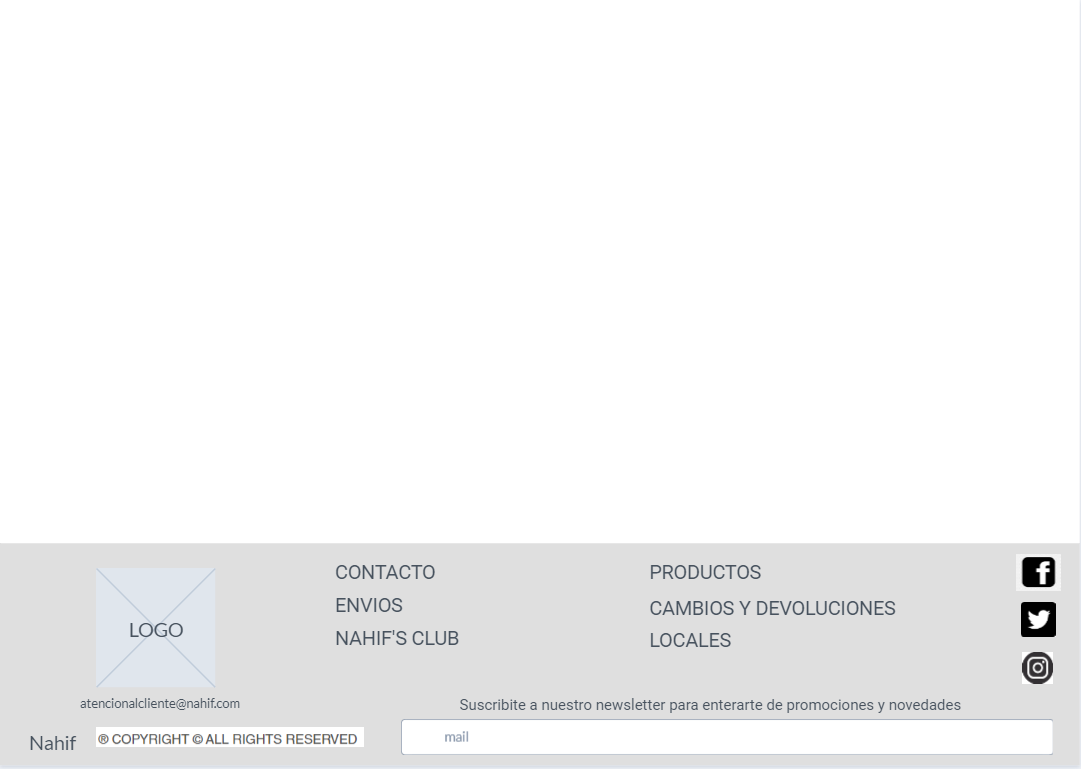 LOGO
atencionalcliente@nahif.com
Nahif
® COPYRIGHT © ALL RIGHTS RESERVED
CONTACTO
ENVIOS
NAHIF'S CLUB
PRODUCTOS
CAMBIOS Y DEVOLUCIONES
LOCALES
Suscribite a nuestro newsletter para enterarte de promociones y novedades
mail